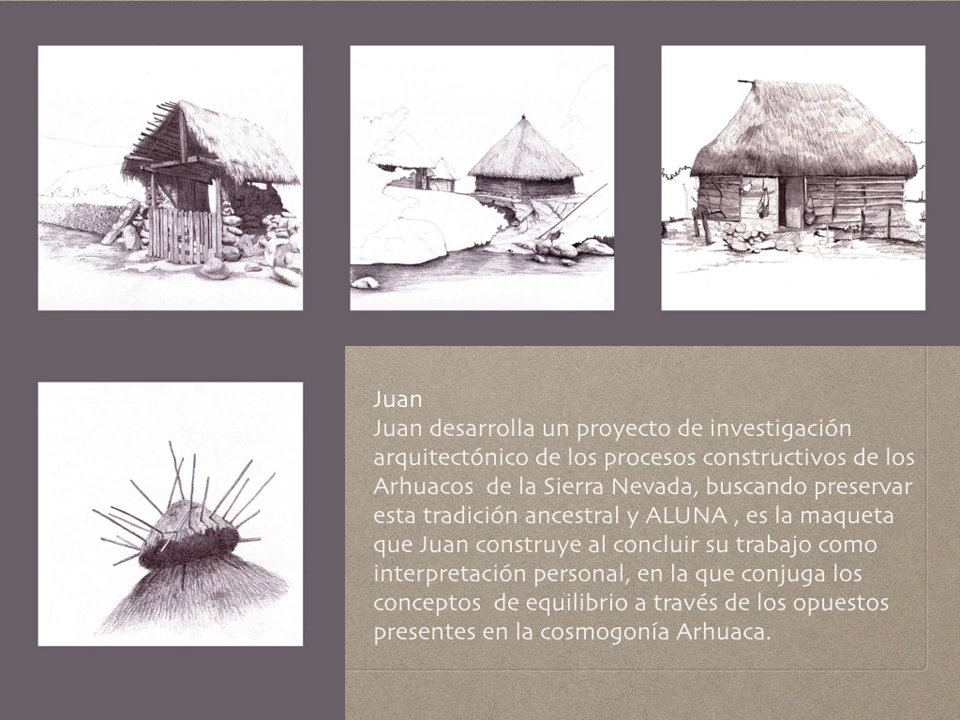 Juan
Juan desarrolla un proyecto de investigación
arquitectónico de los procesos constructivos de los
Arhuacos  de la Sierra Nevada, buscando preservar
esta tradición ancestral y ALUNA , es la maqueta
que Juan construye al concluir su trabajo como
interpretación personal, en la que conjuga los
conceptos  de equilibrio a través de los opuestos
presentes en la cosmogonía Arhuaca.